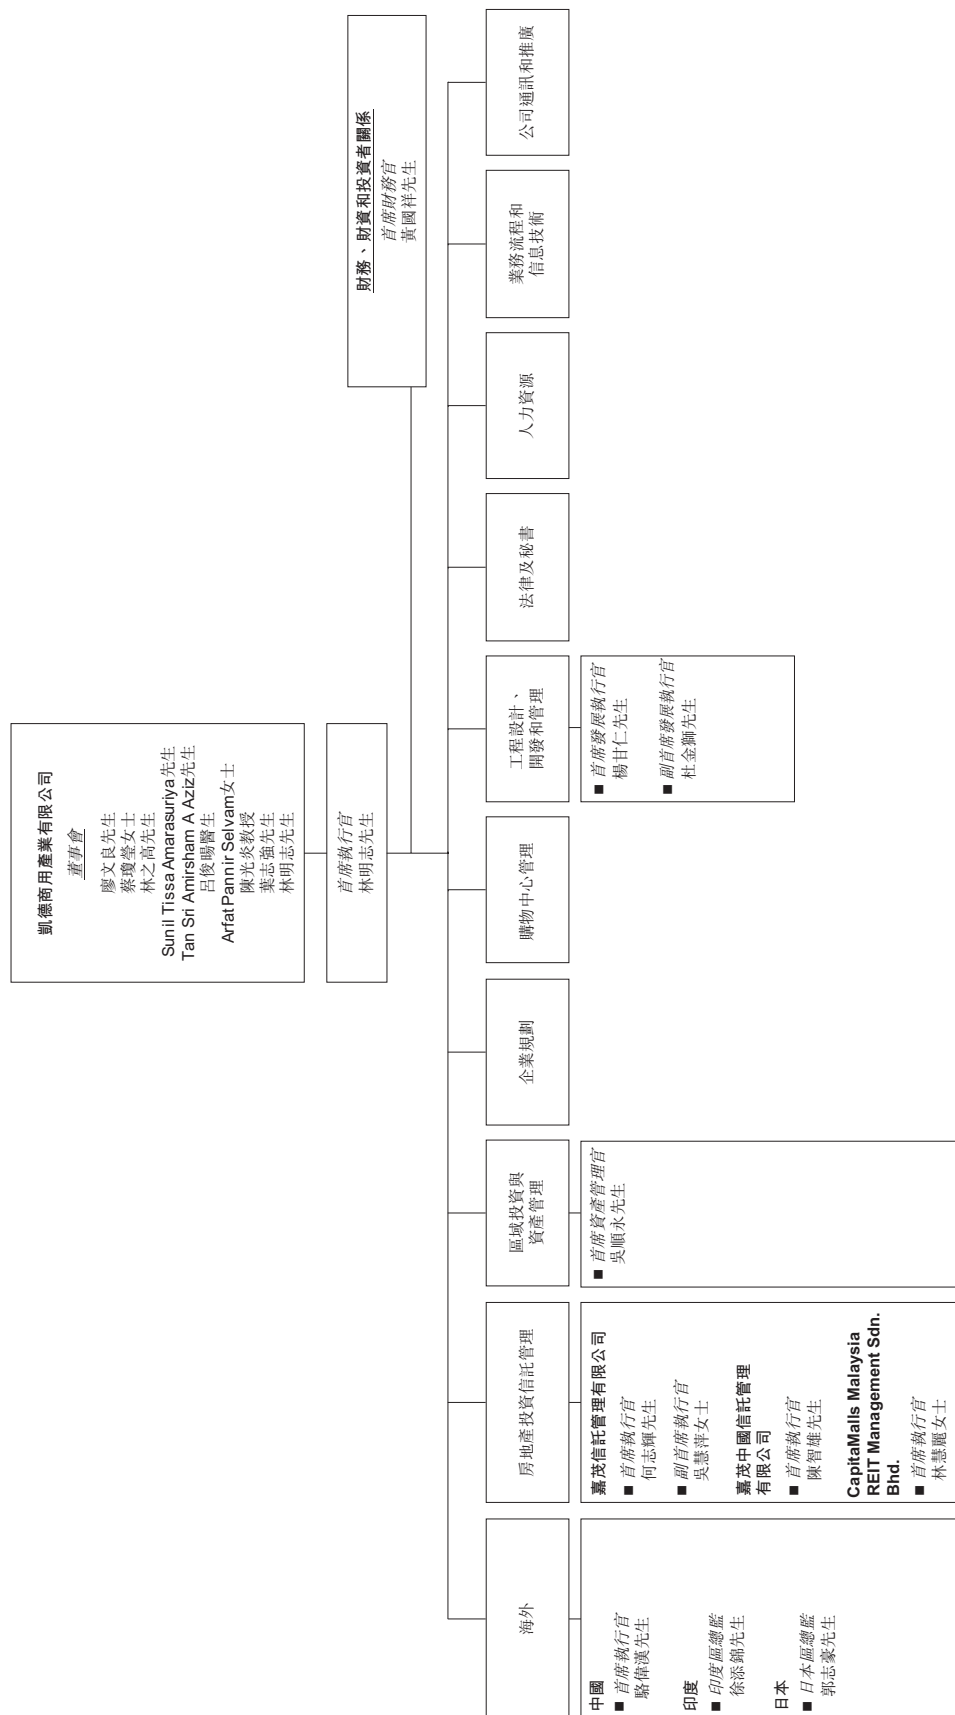 凱德商用產業有限公司
董事會
廖文良先生
蔡瓊瑩女士
林之高先生
Sunil Tissa Amarasuriya先生
Tan Sri Amirsham A Aziz先生
呂俊暘醫生
Arfat Pannir Selvam女士
陳光炎教授
葉志強先生
林明志先生
首席執行官
林明志先生
財務、財資和投資者關係
首席財務官
黃國祥先生
海外
房地產投資信託管理
區域投資與
資產管理
企業規劃
購物中心管理
工程設計、
開發和管理
法律及秘書
人力資源
業務流程和
信息技術
公司通訊和推廣
中國
■ 首席執行官
駱偉漢先生
印度
■ 印度區總監
徐添錦先生
日本
■ 日本區總監
郭志豪先生
嘉茂信託管理有限公司
■ 首席執行官
何志輝先生
■ 副首席執行官
吳慧萍女士
嘉茂中國信託管理
有限公司
■ 首席執行官
陳智雄先生
CapitaMalls Malaysia
REIT Management Sdn.
Bhd.
■ 首席執行官
林慧麗女士
■ 首席資產管理官
吳順永先生
■ 首席發展執行官
楊甘仁先生
■ 副首席發展執行官
杜金獅先生